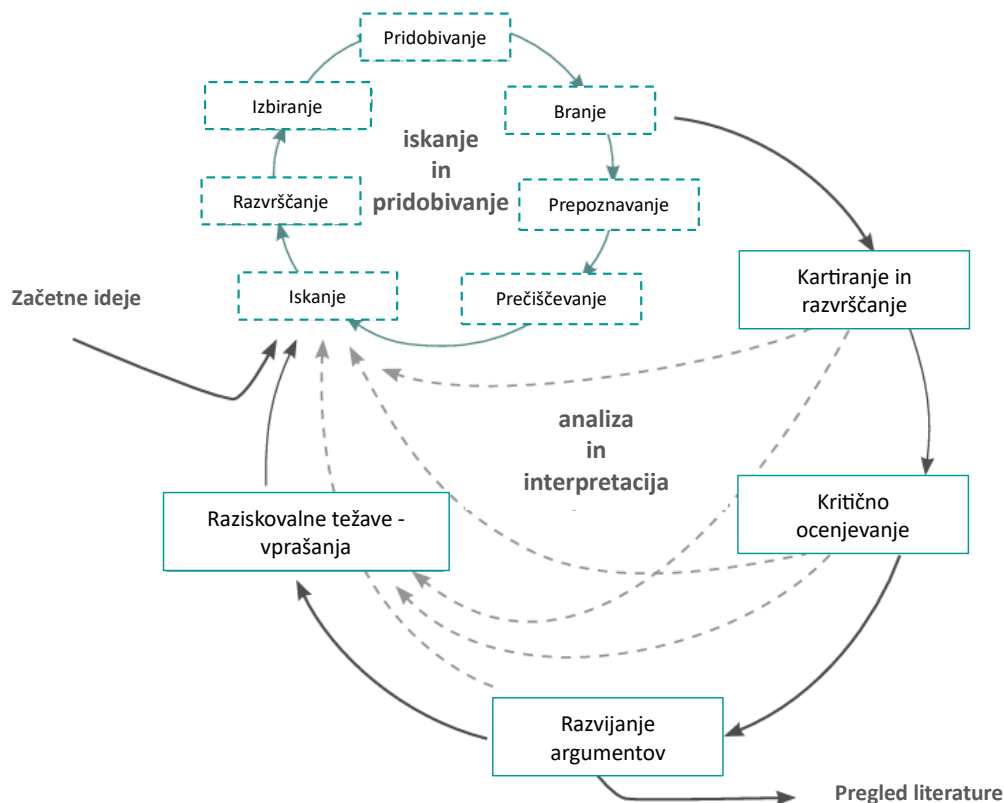 Pridobivanje
Izbiranje
Branje
iskanje
in
pridobivanje
Razvrščanje
Prepoznavanje
Začetne ideje
Iskanje
Prečiščevanje
Kartiranje in
razvrščanje
analiza
in
interpretacija
Raziskovalne težave -
vprašanja
Kritično
ocenjevanje
Razvijanje
argumentov
Pregled literature